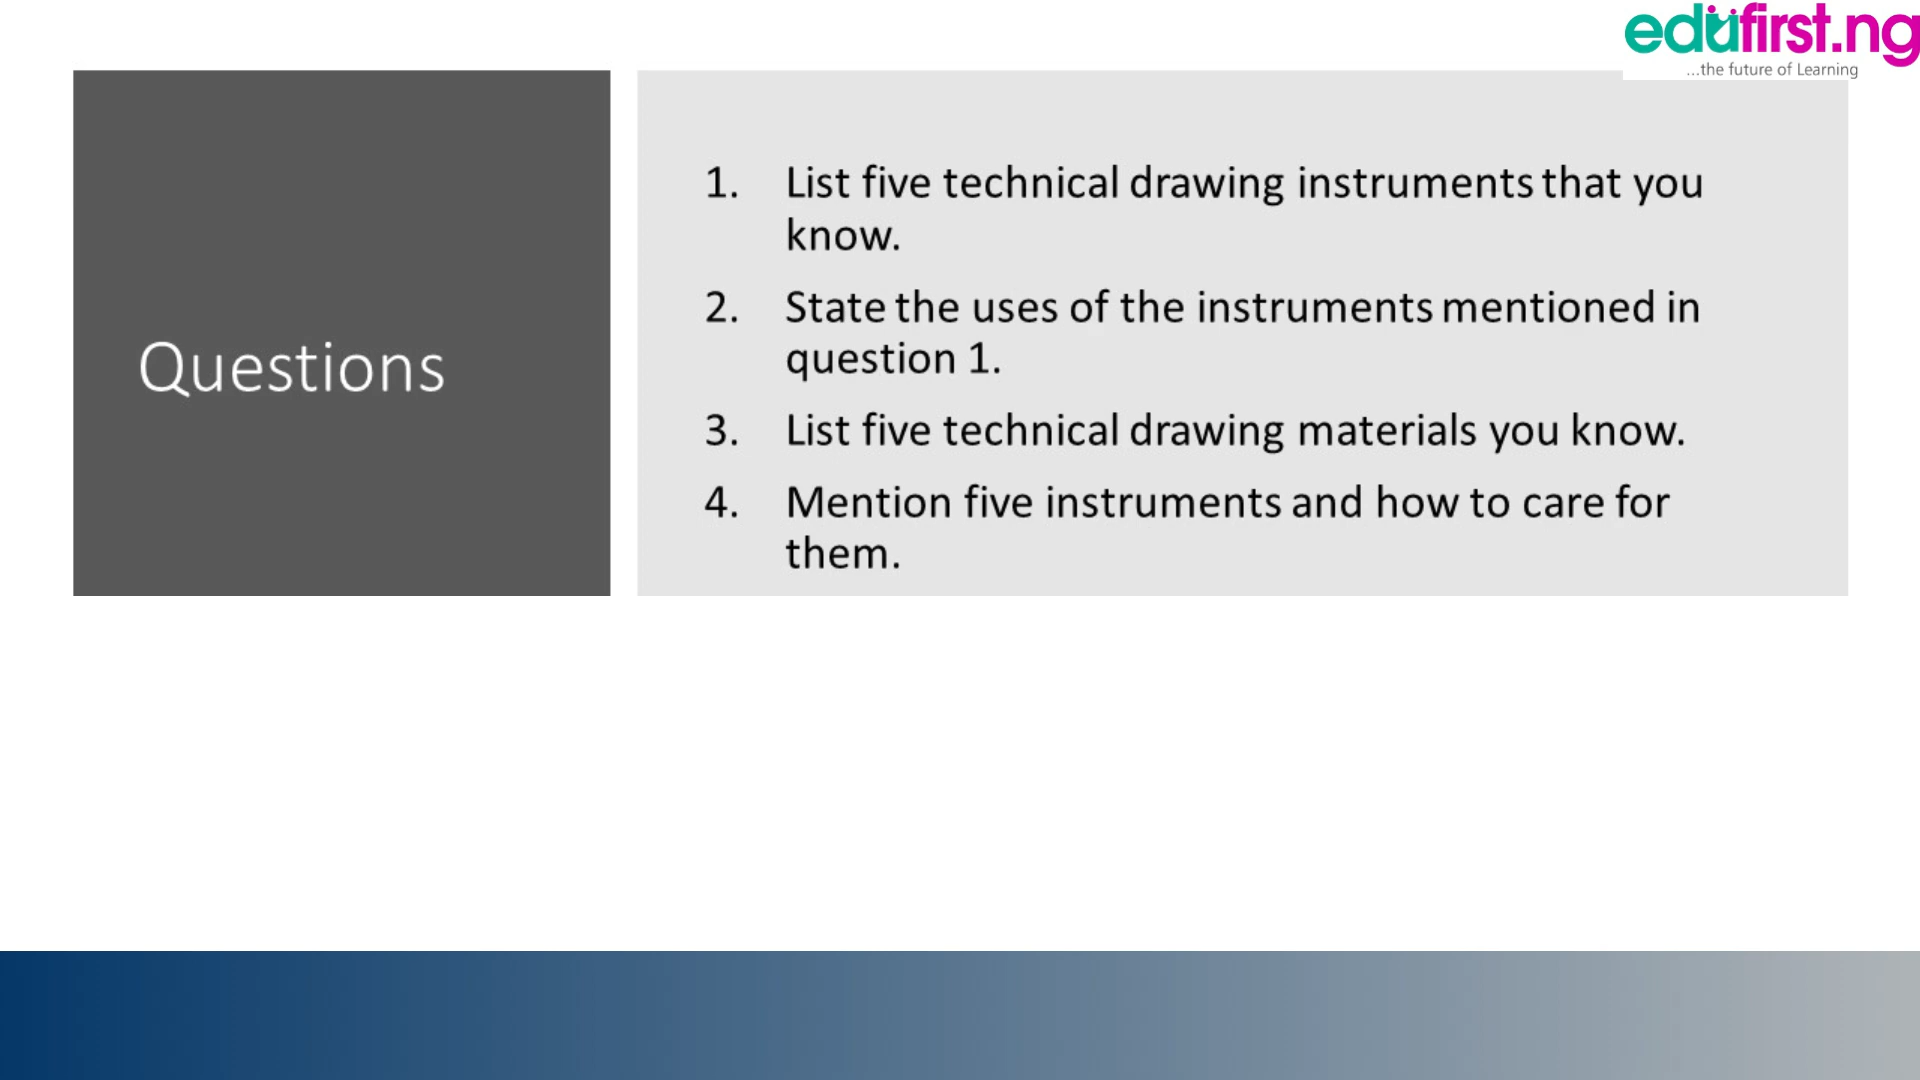 edufirst.ng
...the future of Learning
Questions
1. List five technical drawing instruments that you
know.
2. State the uses of the instruments mentioned in
question 1.
3. List five technical drawing materials you know.
4. Mention five instruments and how to care for
them.